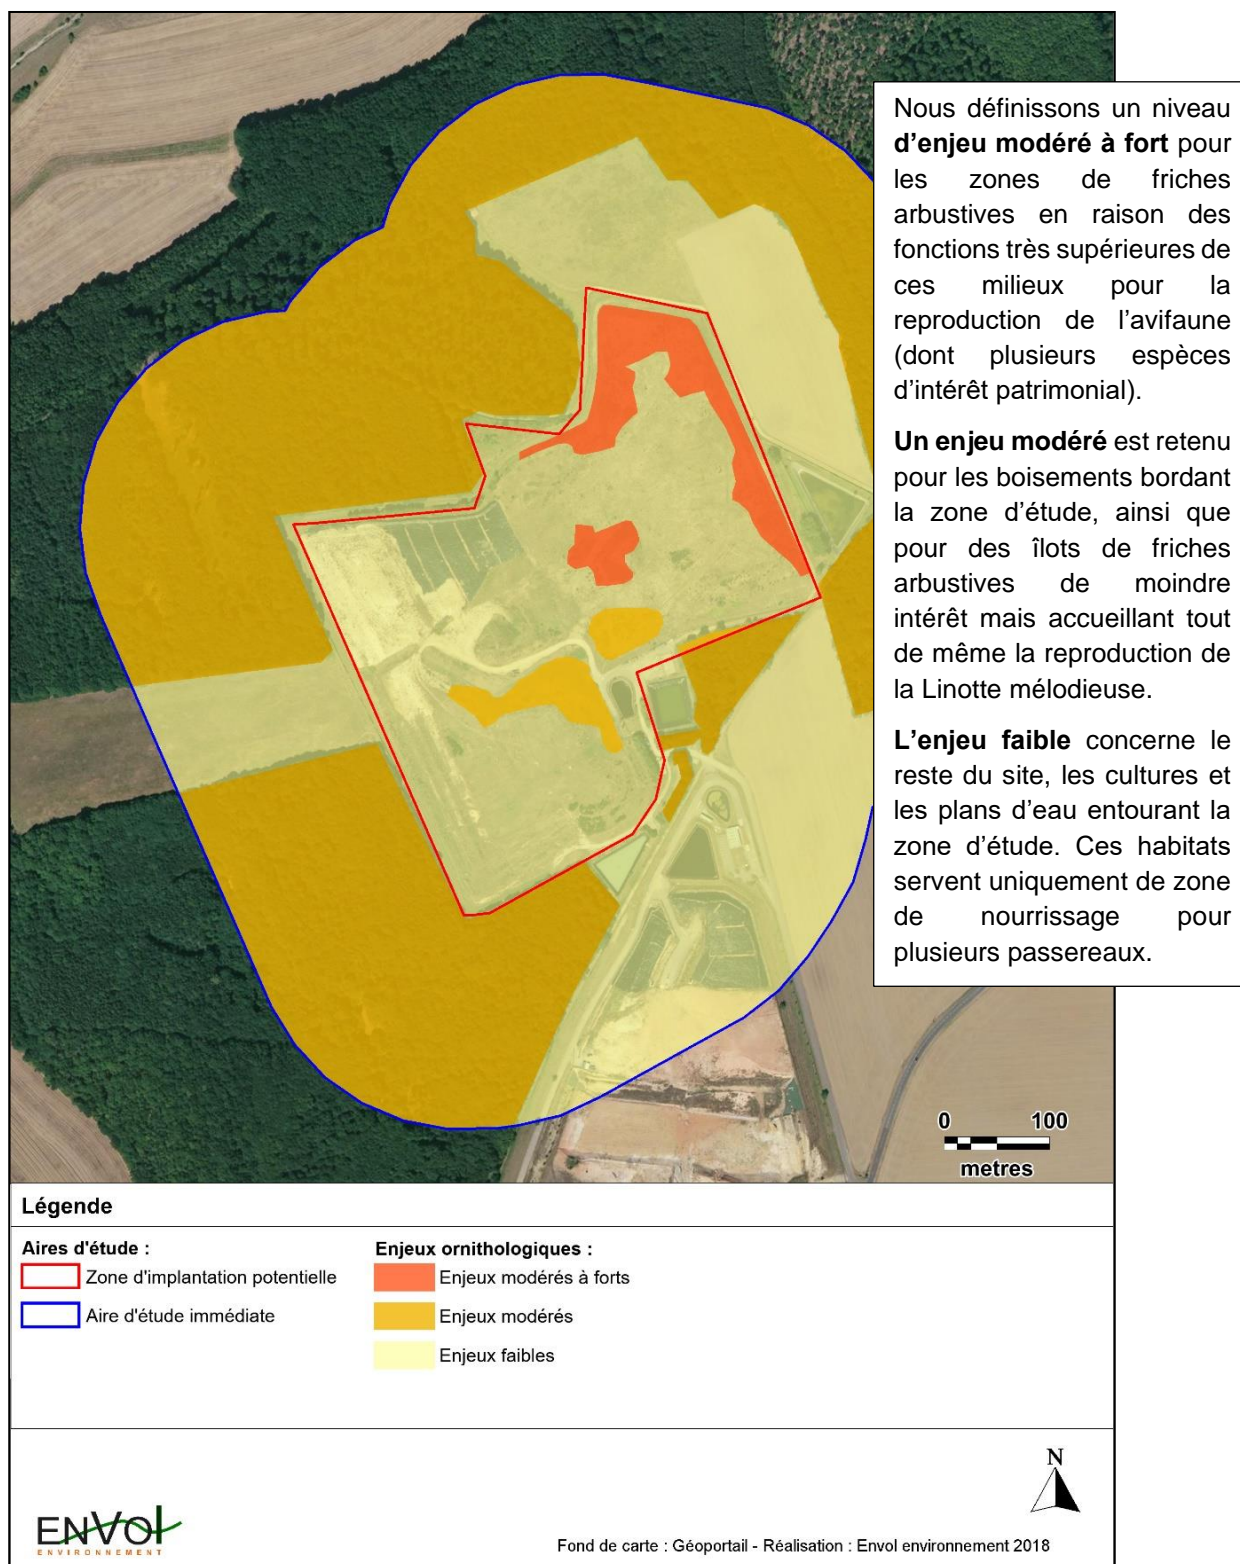 Nous définissons un niveau
d'enjeu modéré à fort pour
les zones de friches
arbustives en raison des
fonctions très supérieures de
ces milieux pour la
reproduction de l'avifaune
(dont plusieurs espèces
d'intérêt patrimonial).
Un enjeu modéré est retenu
pour les boisements bordant
la zone d'étude, ainsi que
pour des îlots de friches
arbustives de moindre
intérêt mais accueillant tout
de même la reproduction de
la Linotte mélodieuse.
L'enjeu faible concerne le
reste du site, les cultures et
les plans d'eau entourant la
zone d'étude. Ces habitats
servent uniquement de zone
de nourrissage pour
plusieurs passereaux.
0 100
metres
Légende
Aires d'étude :
Zone d'implantation potentielle
Aire d'étude immédiate
Enjeux ornithologiques :
Enjeux modérés à forts
Enjeux modérés
Enjeux faibles
N
ENVOl
ENVIRONNEMENT
Fond de carte : Géoportail - Réalisation : Envol environnement 2018